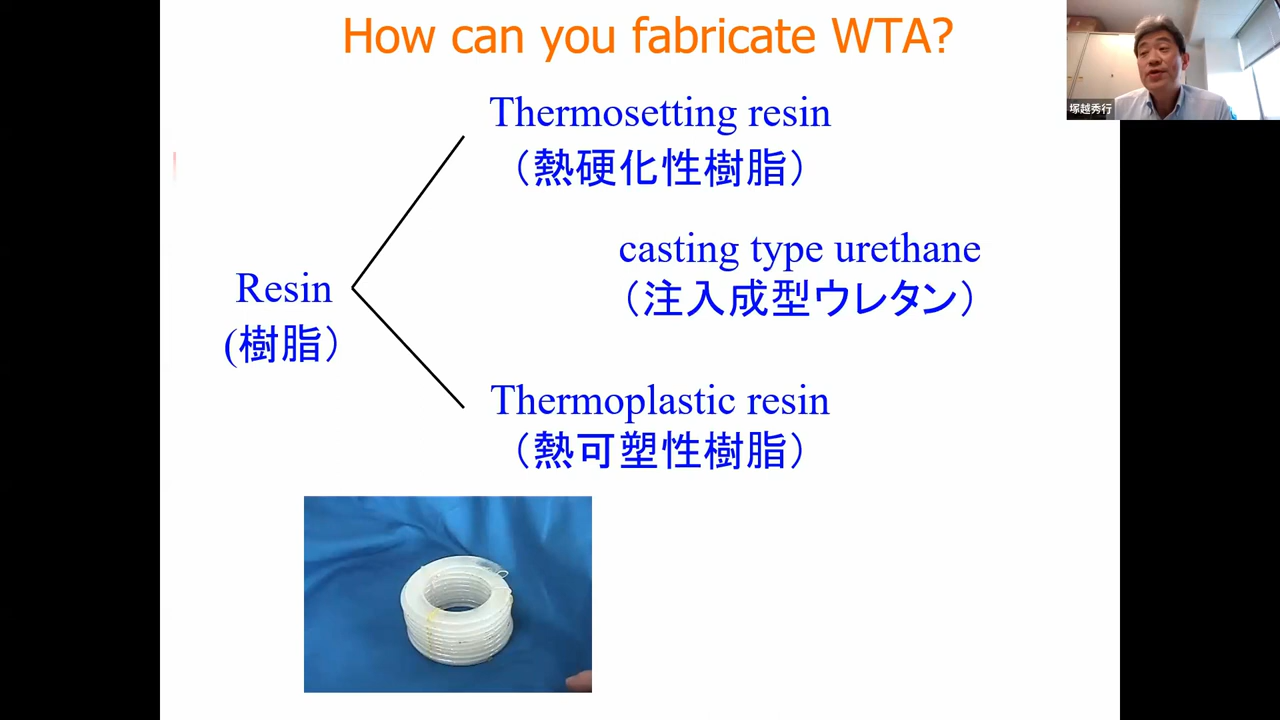 How can you fabricate WTA?
塚越秀行
Thermosetting resin
（熱硬化性樹脂）
casting type urethane
（注入成型ウレタン）
Resin
(樹脂）
Thermoplastic resin
（熱可塑性樹脂）